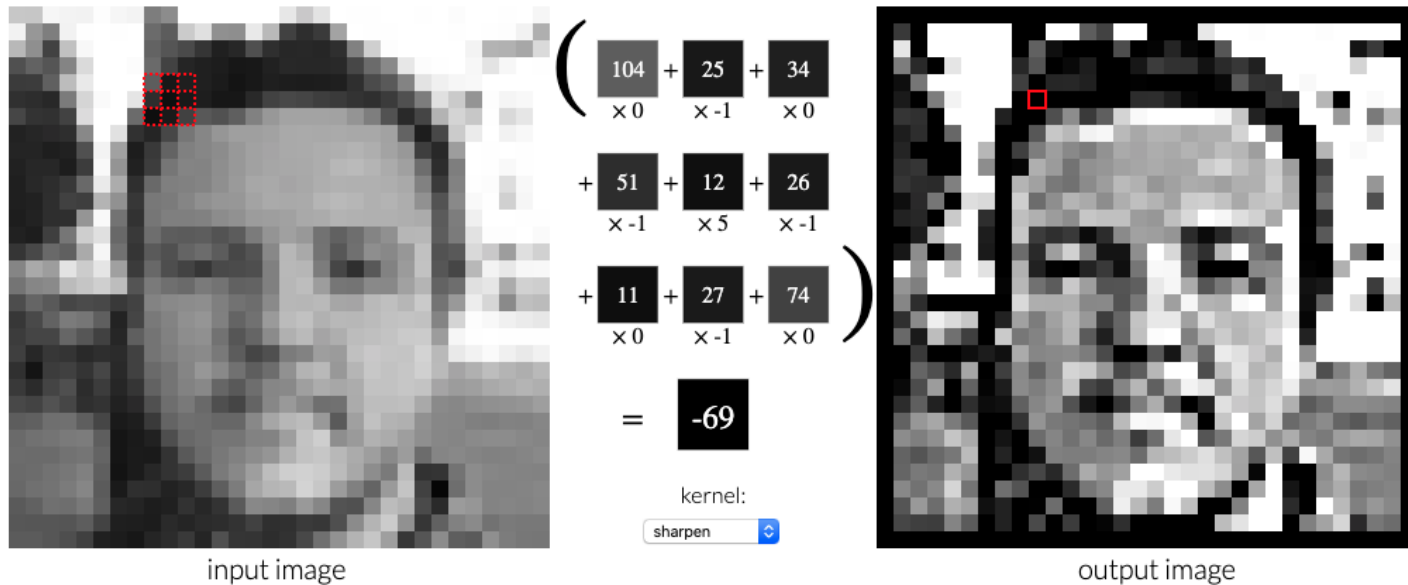 ( 104 + 25 + 34
× 0 × -1 × 0
+ 51 + 12 + 26
× -1 × 5 × -1
+ 11 + 27 + 74 )
× 0 × -1 × 0
= -69
kernel:
sharpen
input image
output image